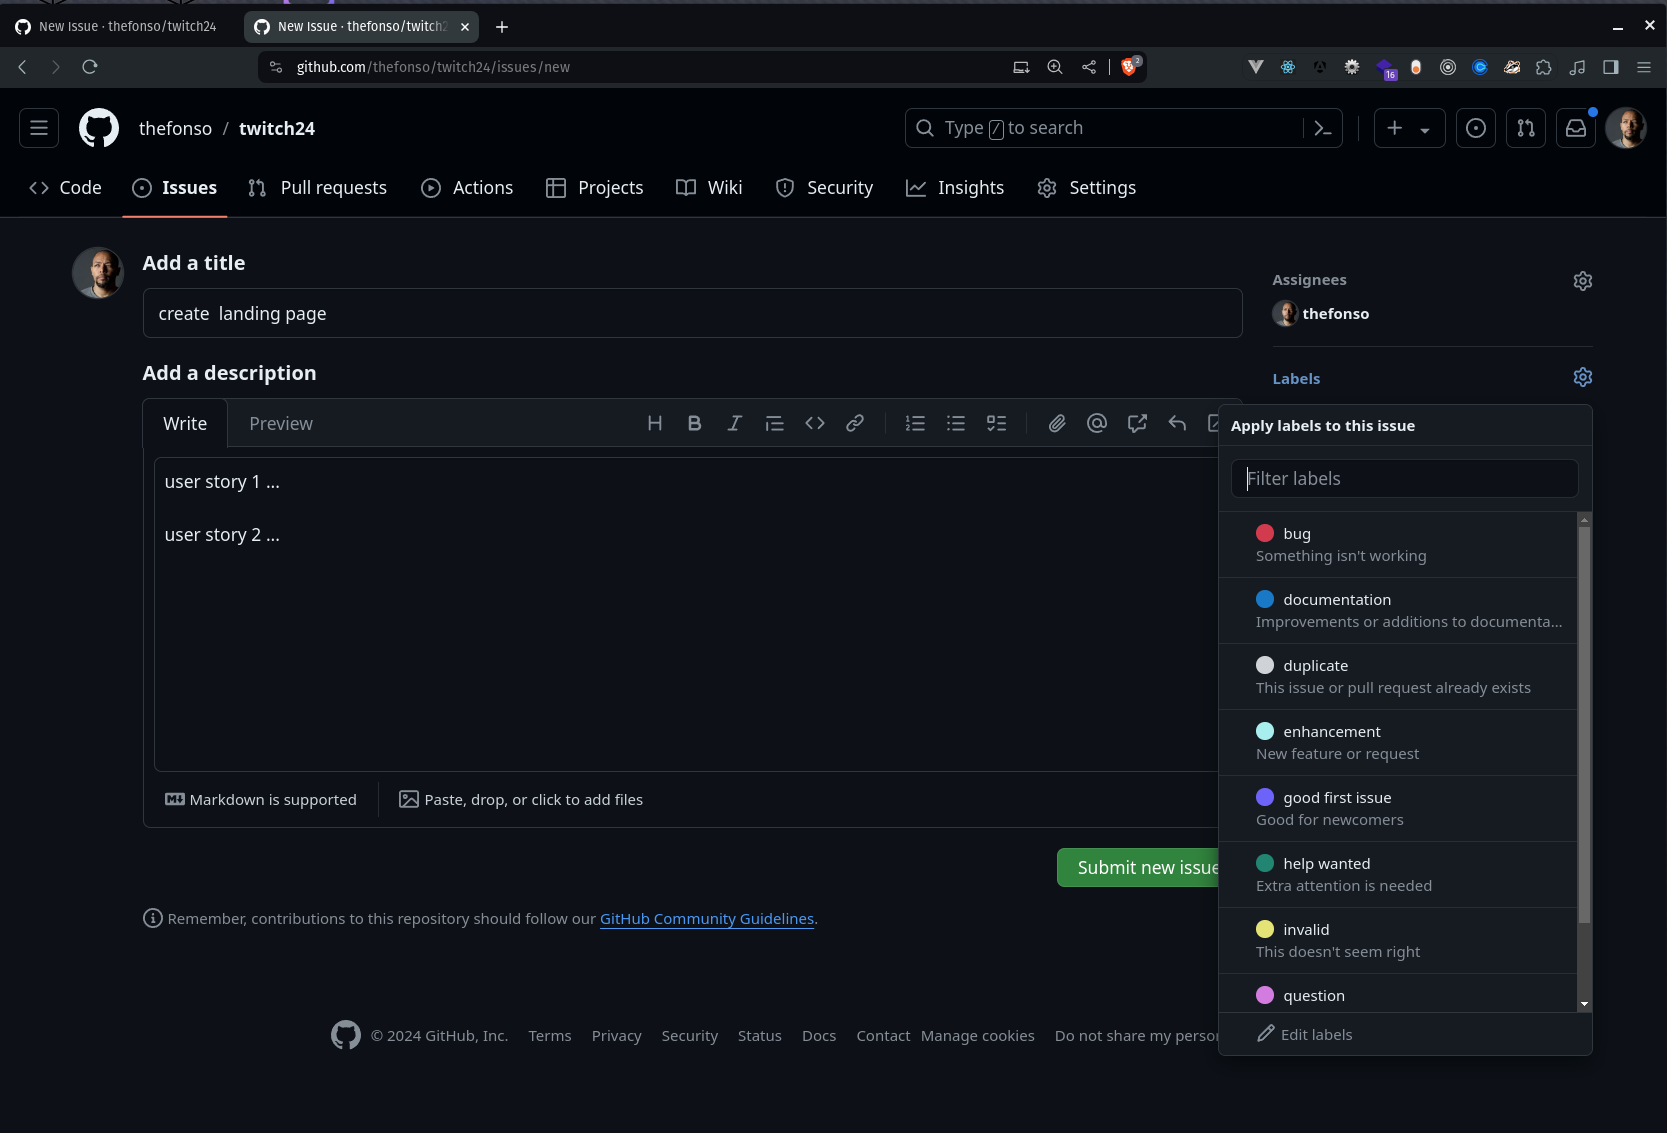 New Issue · thefonso/twitch24
New Issue · thefonso/twitch2
github.com/thefonso/twitch24/issues/new
2
16
thefonso / twitch24
Type / to search
Code
Issues
Pull requests
Actions
Projects
Wiki
Security
Insights
Settings
Add a title
create  landing page
Add a description
Write
Preview
user story 1 ...
user story 2 ...
Markdown is supported
Paste, drop, or click to add files
Submit new issue
Remember, contributions to this repository should follow our GitHub Community Guidelines.
Assignees
thefonso
Labels
Apply labels to this issue
Filter labels
bug
Something isn't working
documentation
Improvements or additions to documenta...
duplicate
This issue or pull request already exists
enhancement
New feature or request
good first issue
Good for newcomers
help wanted
Extra attention is needed
invalid
This doesn't seem right
question
Edit labels
© 2024 GitHub, Inc.
Terms
Privacy
Security
Status
Docs
Contact
Manage cookies
Do not share my person